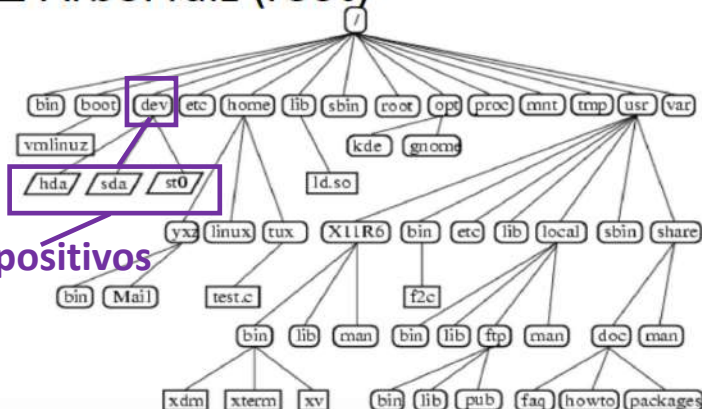 /
bin boot dev etc home lib sbin root opt proc mnt tmp usr var
vmlinuz kde gnome
hda sda st0 ld.so
yxz linux tux X11R6 bin etc lib local sbin share
positivos
bin Mail test.c f2c
bin lib man bin lib ftp man doc man
xdm xterm xv bin lib pub faq howto packages